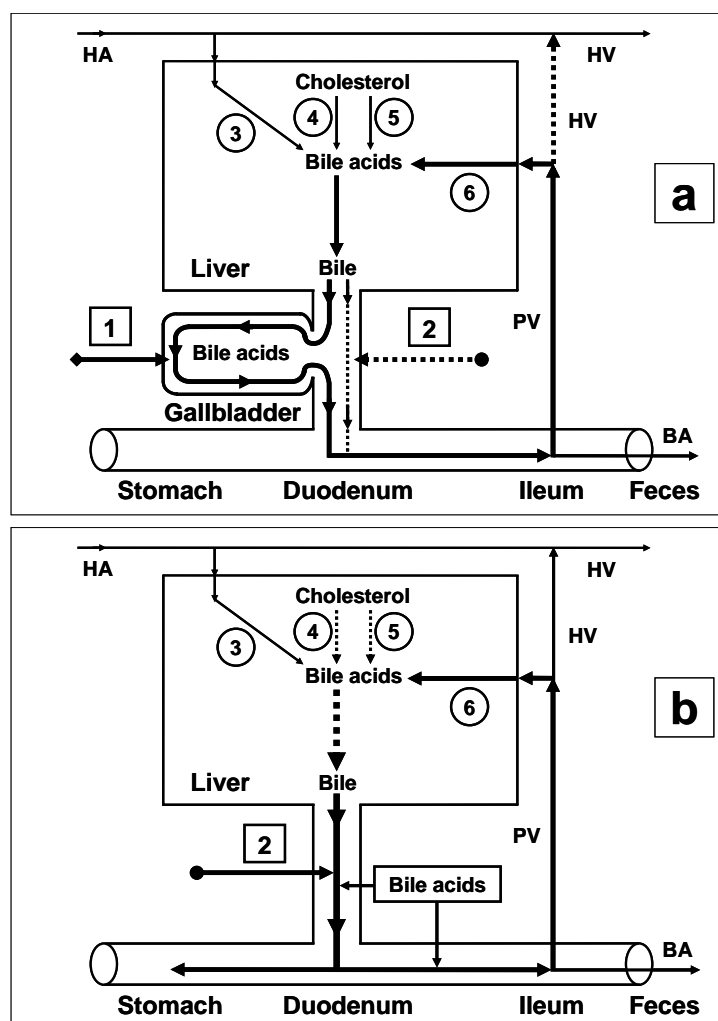 HA
HV
Cholesterol
4
5
3
HV
Bile acids
6
a
Liver
Bile
PV
1
2
Bile acids
Gallbladder
BA
Stomach
Duodenum
Ileum
Feces
HA
HV
Cholesterol
4
5
3
HV
Bile acids
6
b
Liver
Bile
PV
2
Bile acids
BA
Stomach
Duodenum
Ileum
Feces